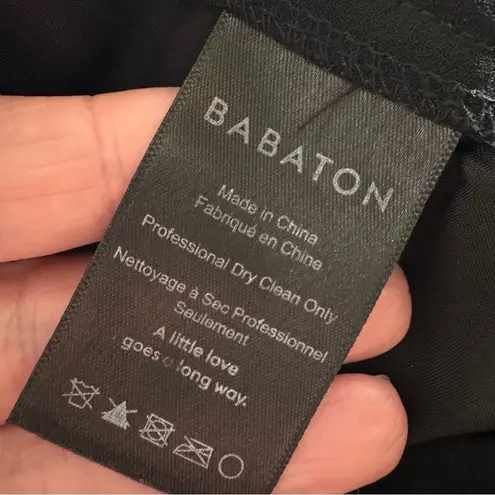 BABATON
Made in China
Fabriqué en Chine
Professional Dry Clean Only
Nettoyage à Sec Professionnel
Seulement
A little love
goes a long way.